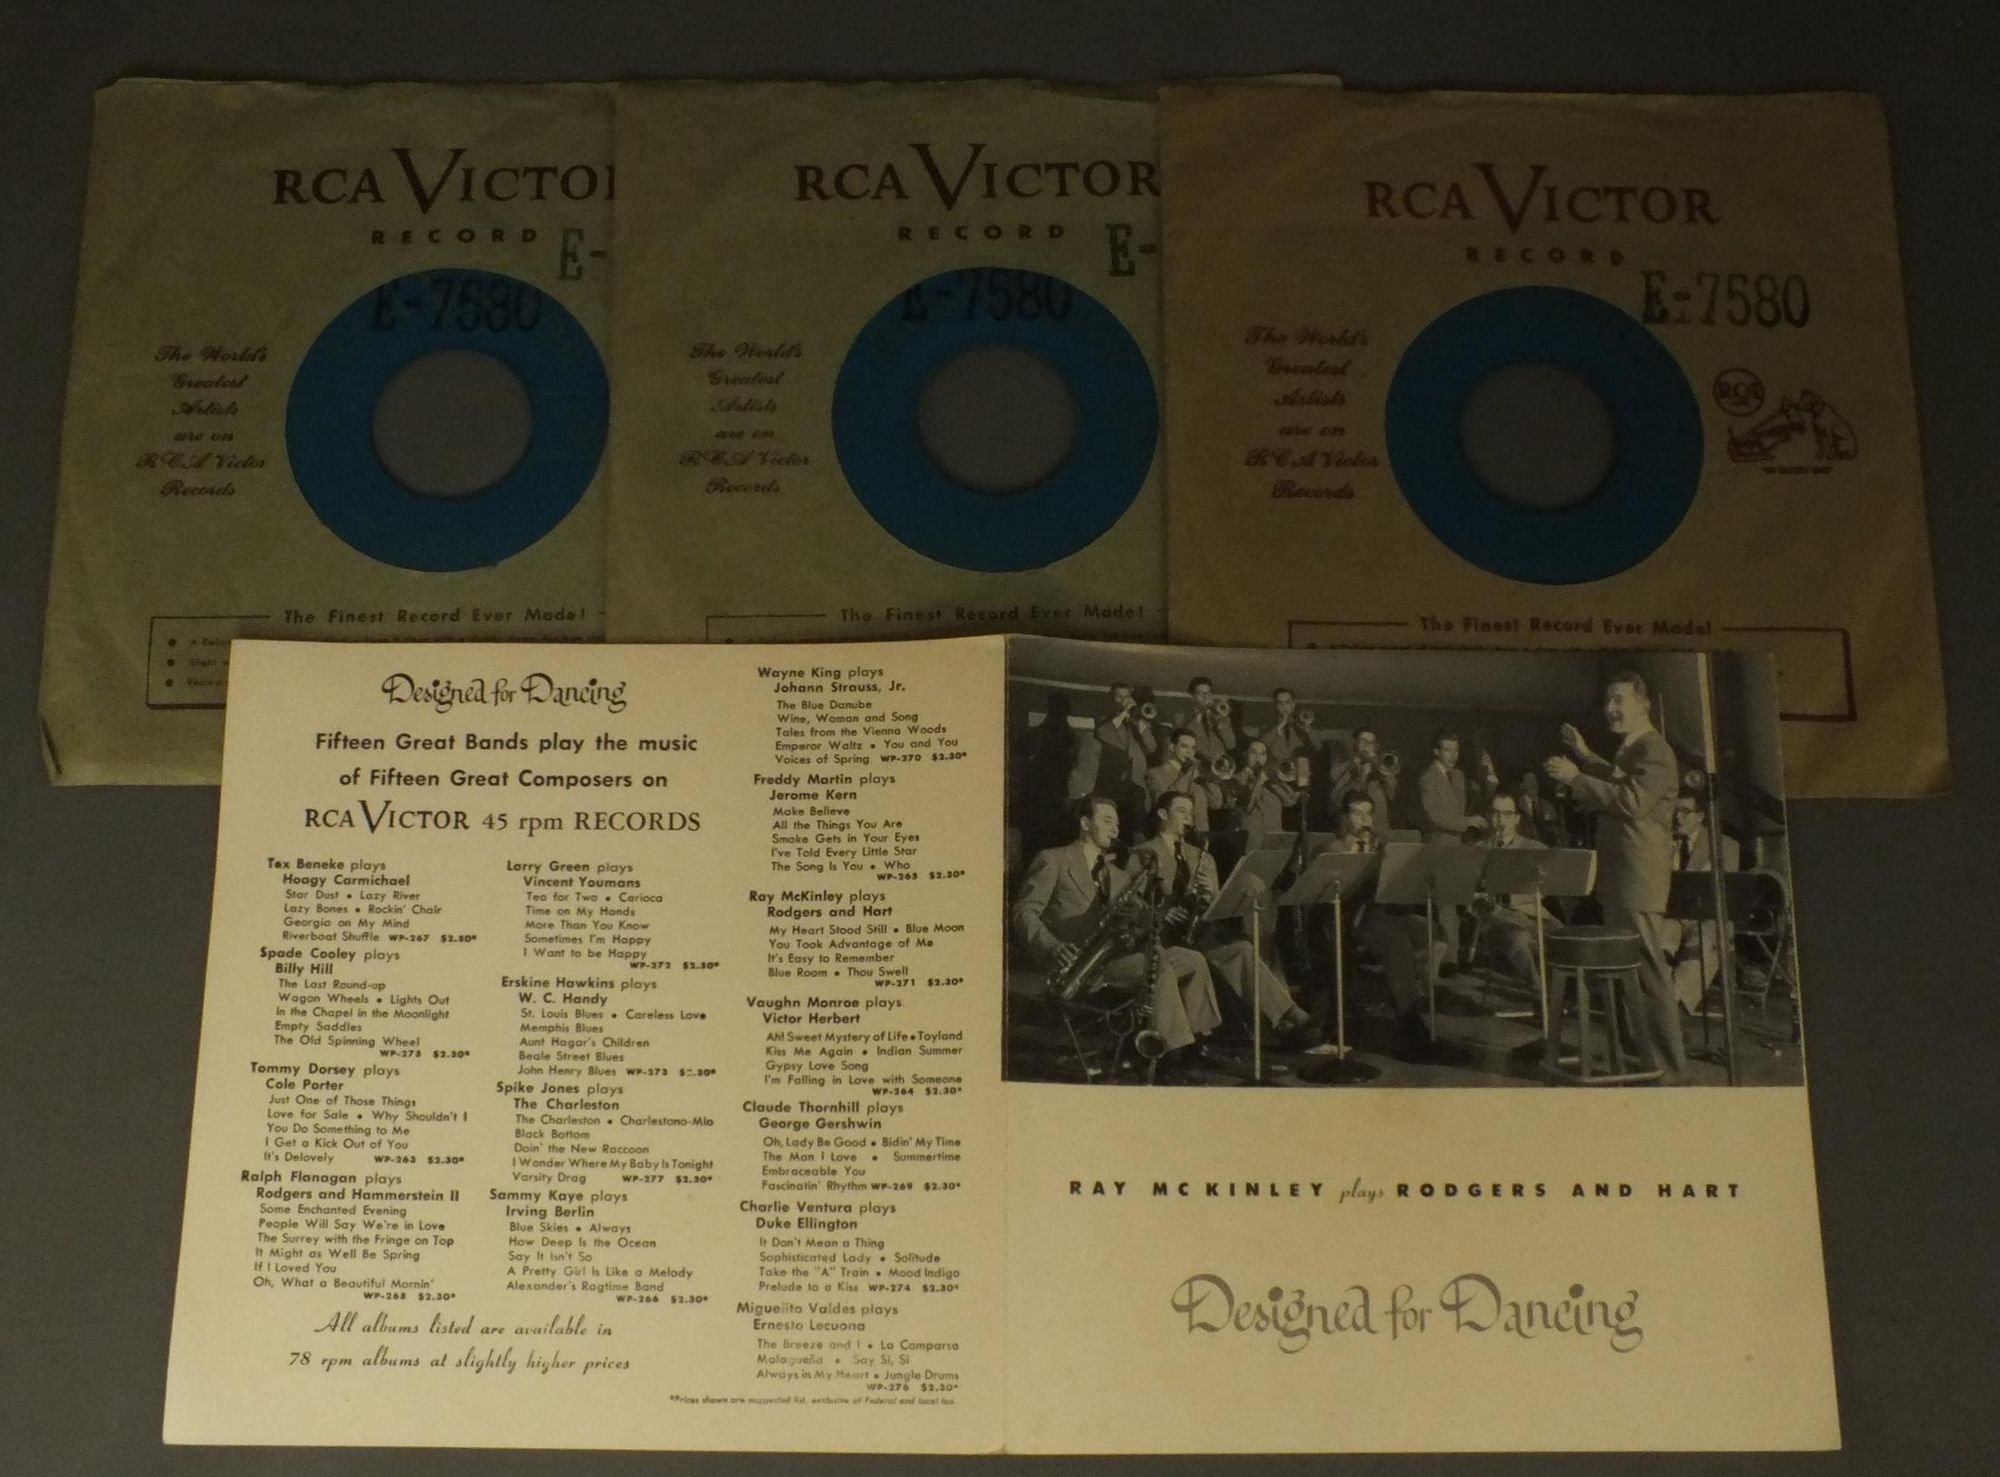 RCA VICTO
RECORD
E-
E-7580
The World's
Greatest
Artists
are on
RCA Victor
Records
The Finest Record Ever Made!
RCA VICTOR
RECORD
E-
E-7580
The World's
Greatest
Artists
are on
RCA Victor
Records
The Finest Record Ever Made!
RCA VICTOR
RECORD
E-7580
The World's
Greatest
Artists
are on
RCA Victor
Records
RCA
"HIS MASTER'S VOICE"
The Finest Record Ever Made!
Designed for Dancing
Fifteen Great Bands play the music
of Fifteen Great Composers on
RCA VICTOR 45 rpm RECORDS
Tex Beneke plays
Hoagy Carmichael
Star Dust • Lazy River
Lazy Bones • Rockin' Chair
Georgia on My Mind
Riverboat Shuffle WP-267 $2.30*
Spade Cooley plays
Billy Hill
The Last Round-up
Wagon Wheels • Lights Out
In the Chapel in the Moonlight
Empty Saddles
The Old Spinning Wheel
WP-275 $2.30*
Tommy Dorsey plays
Cole Porter
Just One of Those Things
Love for Sale • Why Shouldn't I
You Do Something to Me
I Get a Kick Out of You
It's Delovely WP-263 $2.30*
Ralph Flanagan plays
Rodgers and Hammerstein II
Some Enchanted Evening
People Will Say We're in Love
The Surrey with the Fringe on Top
It Might as Well Be Spring
If I Loved You
Oh, What a Beautiful Mornin'
WP-268 $2.30*
Larry Green plays
Vincent Youmans
Tea for Two • Carioca
Time on My Hands
More Than You Know
Sometimes I'm Happy
I Want to be Happy
WP-272 $2.30*
Erskine Hawkins plays
W. C. Handy
St. Louis Blues • Careless Love
Memphis Blues
Aunt Hagar's Children
Beale Street Blues
John Henry Blues WP-273 $2.30*
Spike Jones plays
The Charleston
The Charleston • Charlestono-Mio
Black Bottom
Doin' the New Raccoon
I Wonder Where My Baby Is Tonight
Varsity Drag WP-277 $2.30*
Sammy Kaye plays
Irving Berlin
Blue Skies • Always
How Deep Is the Ocean
Say It Isn't So
A Pretty Girl Is Like a Melody
Alexander's Ragtime Band
WP-266 $2.30*
All albums listed are available in
78 rpm albums at slightly higher prices
Wayne King plays
Johann Strauss, Jr.
The Blue Danube
Wine, Woman and Song
Tales from the Vienna Woods
Emperor Waltz • You and You
Voices of Spring WP-270 $2.30*
Freddy Martin plays
Jerome Kern
Make Believe
All the Things You Are
Smoke Gets in Your Eyes
I've Told Every Little Star
The Song Is You • Who
WP-265 $2.30*
Ray McKinley plays
Rodgers and Hart
My Heart Stood Still • Blue Moon
You Took Advantage of Me
It's Easy to Remember
Blue Room • Thou Swell
WP-271 $2.30*
Vaughn Monroe plays
Victor Herbert
Ah! Sweet Mystery of Life • Toyland
Kiss Me Again • Indian Summer
Gypsy Love Song
I'm Falling in Love with Someone
WP-264 $2.30*
Claude Thornhill plays
George Gershwin
Oh, Lady Be Good • Bidin' My Time
The Man I Love • Summertime
Embraceable You
Fascinatin' Rhythm WP-269 $2.30*
Charlie Ventura plays
Duke Ellington
It Don't Mean a Thing
Sophisticated Lady • Solitude
Take the "A" Train • Mood Indigo
Prelude to a Kiss WP-274 $2.30*
Miguelito Valdes plays
Ernesto Lecuona
The Breeze and I • La Comparsa
Malagueña • Say Si, Si
Always in My Heart • Jungle Drums
WP-276 $2.30*
*Prices shown are suggested list, exclusive of Federal and local tax.
RAY MCKINLEY plays RODGERS AND HART
Designed for Dancing